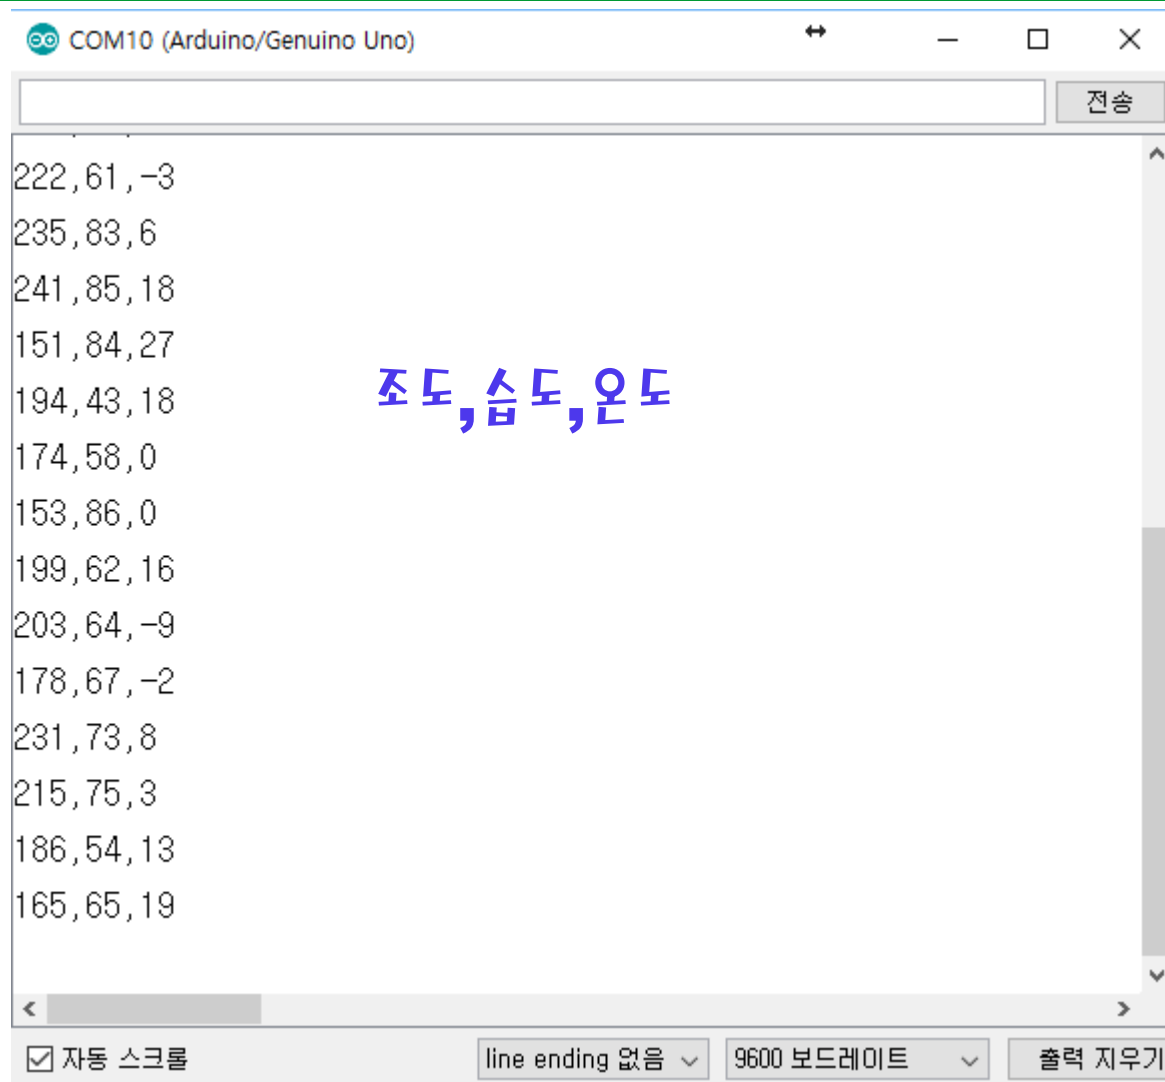 COM10 (Arduino/Genuino Uno)
전송
222,61,-3
235,83,6
241,85,18
151,84,27
194,43,18
조도,습도,온도
174,58,0
153,86,0
199,62,16
203,64,-9
178,67,-2
231,73,8
215,75,3
186,54,13
165,65,19
자동 스크롤
line ending 없음
9600 보드레이트
출력 지우기